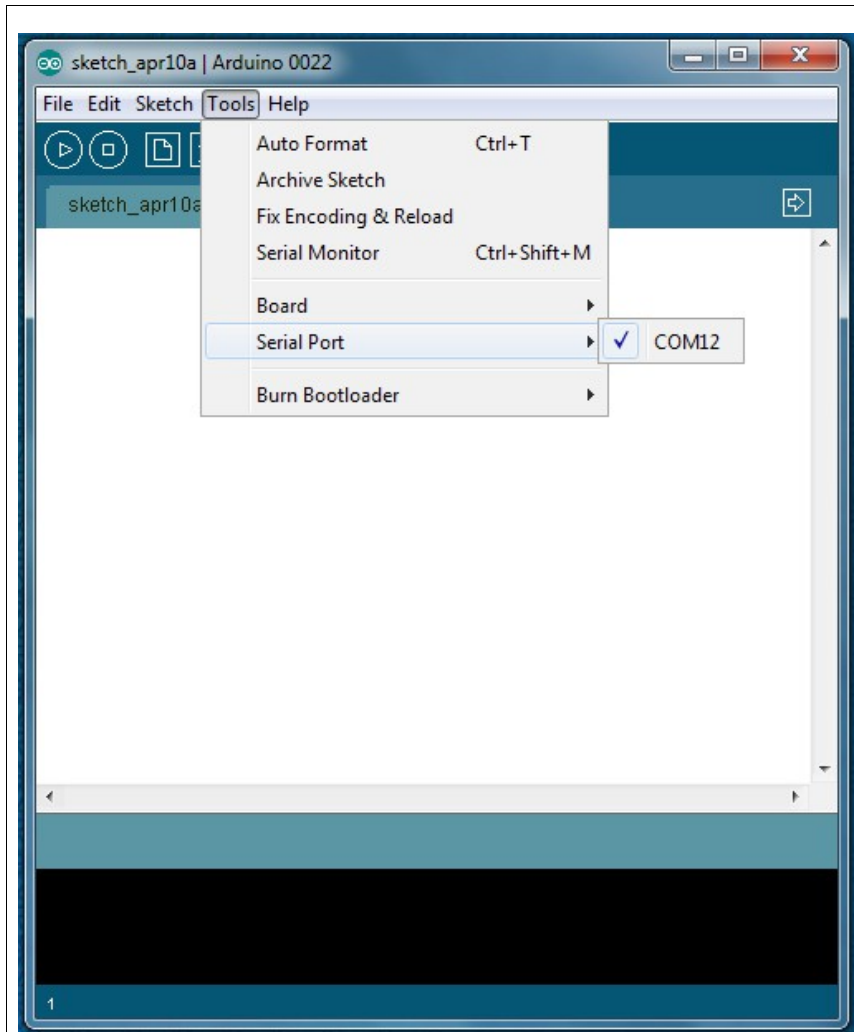 sketch_apr10a | Arduino 0022
File Edit Sketch Tools Help
Auto Format Ctrl+T
Archive Sketch
sketch_apr10a
Fix Encoding & Reload
Serial Monitor Ctrl+Shift+M
Board
Serial Port
COM12
Burn Bootloader
1